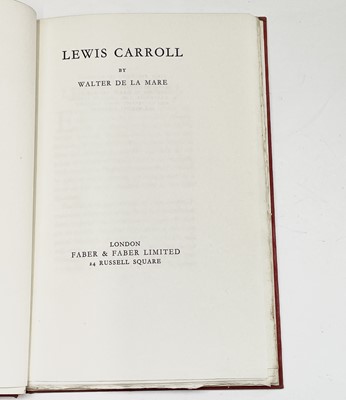 LEWIS CARROLL
BY
WALTER DE LA MARE
LONDON
FABER & FABER LIMITED
24 RUSSELL SQUARE